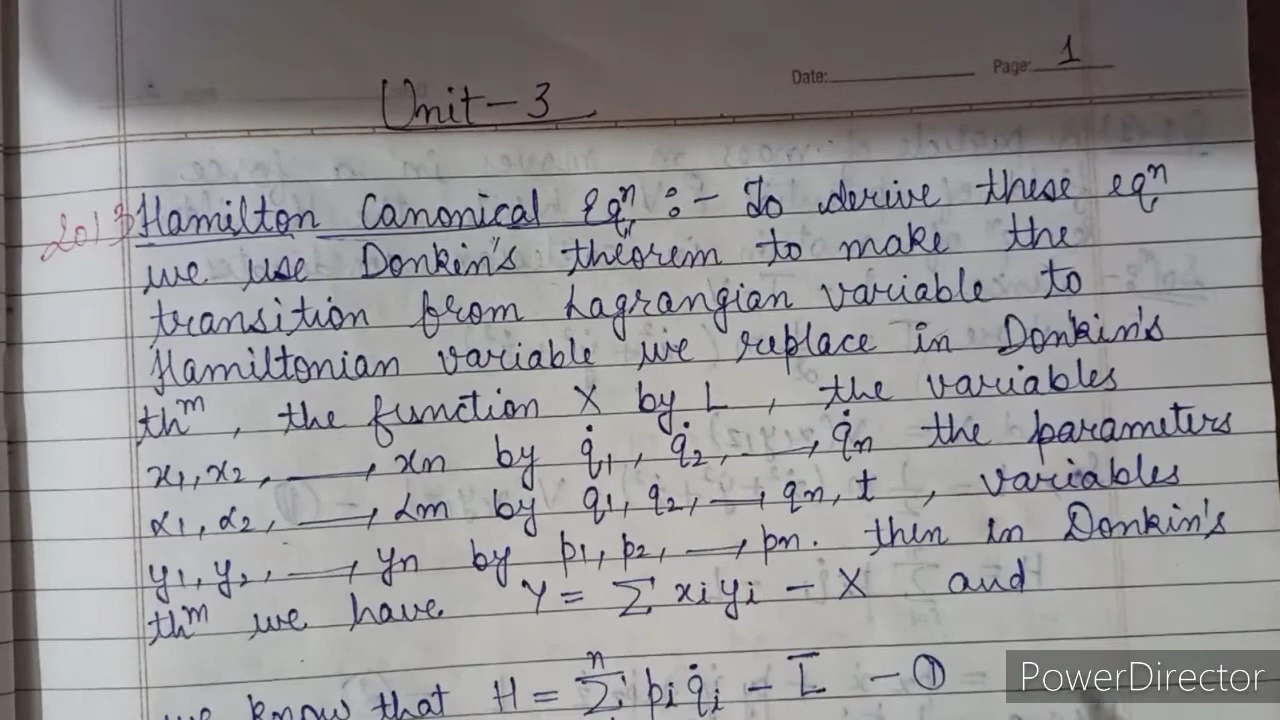 Date: Page: 1
Unit - 3
2013 Hamilton Canonical Eqⁿ :- To derive these eqⁿ
we use Donkin's theorem to make the
transition from Lagrangian variable to
Hamiltonian variable we replace in Donkin's
thᵐ, the function X by L, the variables
x₁, x₂, ⟶, xn by q̇₁, q̇₂, ⟶, q̇n the parameters
α₁, α₂, ⟶, αm by q₁, q₂, ⟶, qn, t, variables
y₁, y₂, ⟶, yn by p₁, p₂, ⟶, pn. then in Donkin's
thᵐ we have Y = Σ xi yi - X and
we know that H = Σⁿ pi q̇i - L - ①
PowerDirector